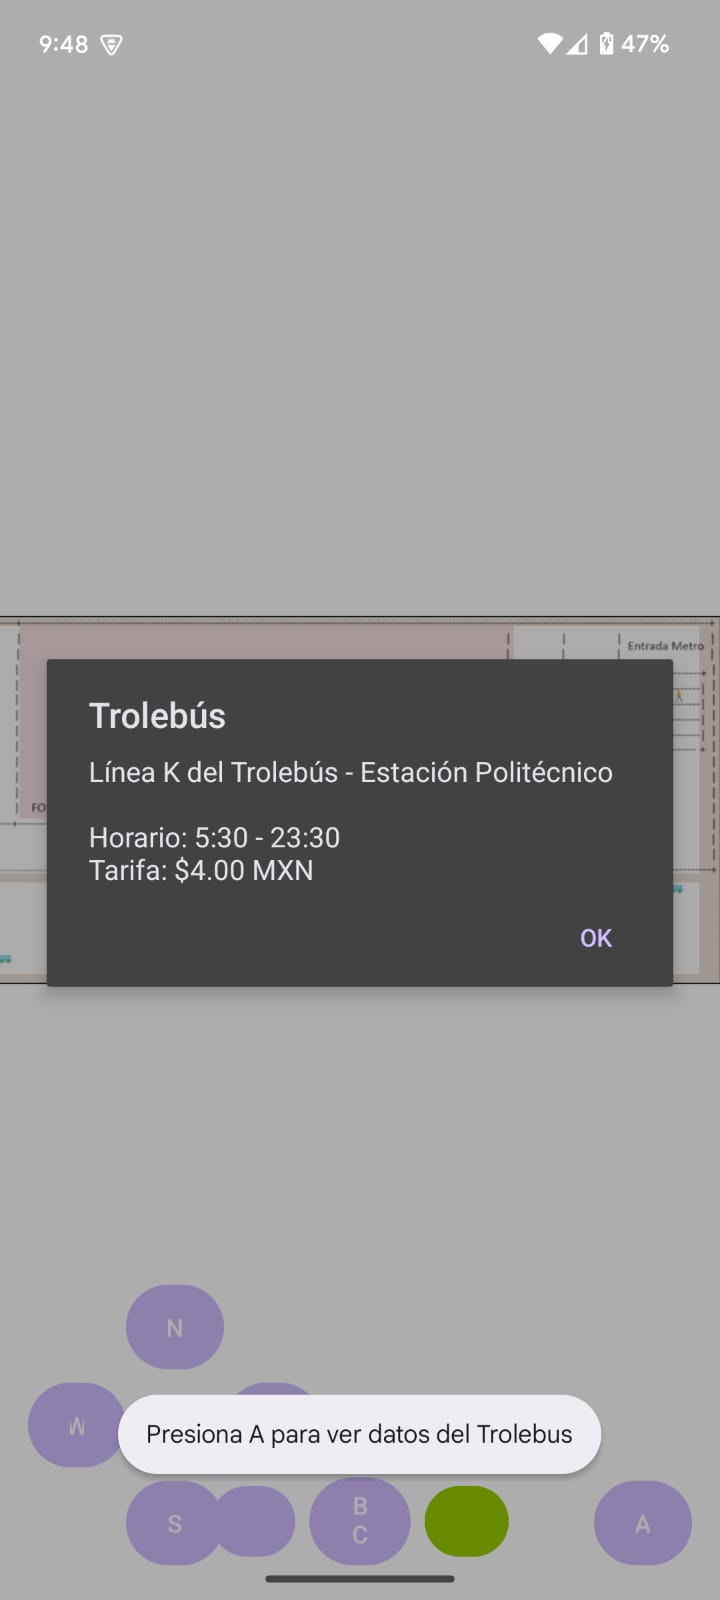 9:48
47%
Entrada Metro
FO
Trolebús
Línea K del Trolebús - Estación Politécnico
Horario: 5:30 - 23:30
Tarifa: $4.00 MXN
OK
N
W
Presiona A para ver datos del Trolebus
S
B
C
A